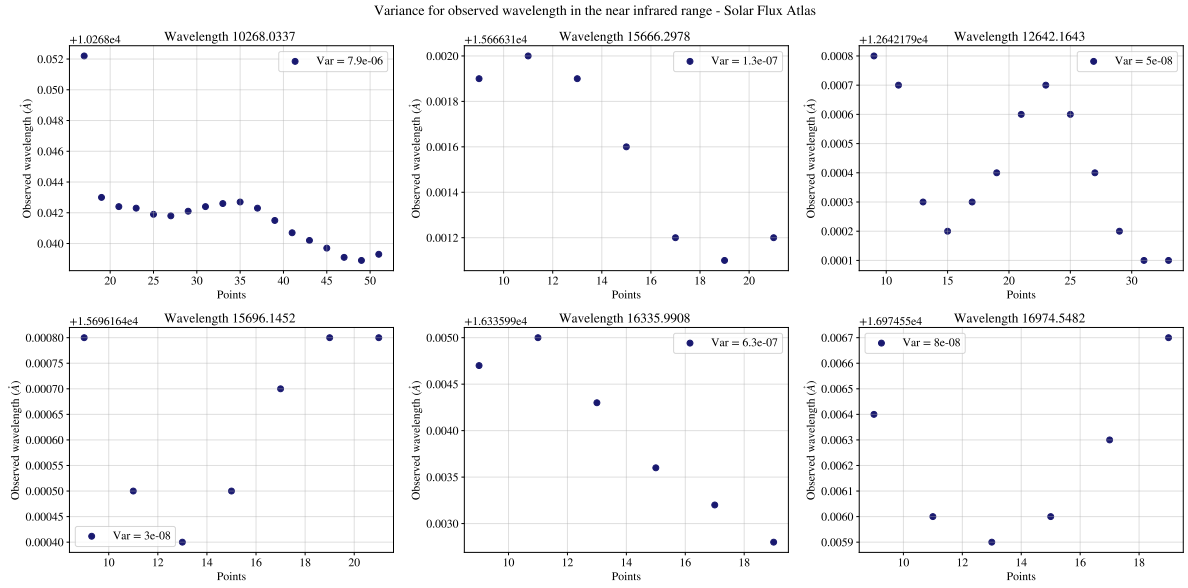 Variance for observed wavelength in the near infrared range - Solar Flux Atlas
+1.0268e4 Wavelength 10268.0337
Var = 7.9e-06
Observed wavelength (Å)
0.052
0.050
0.048
0.046
0.044
0.042
0.040
20 25 30 35 40 45 50
Points
+1.566631e4 Wavelength 15666.2978
Var = 1.3e-07
Observed wavelength (Å)
0.0020
0.0018
0.0016
0.0014
0.0012
10 12 14 16 18 20
Points
+1.2642179e4 Wavelength 12642.1643
Var = 5e-08
Observed wavelength (Å)
0.0008
0.0007
0.0006
0.0005
0.0004
0.0003
0.0002
0.0001
10 15 20 25 30
Points
+1.5696164e4 Wavelength 15696.1452
Observed wavelength (Å)
0.00080
0.00075
0.00070
0.00065
0.00060
0.00055
0.00050
0.00045
0.00040
Var = 3e-08
10 12 14 16 18 20
Points
+1.633599e4 Wavelength 16335.9908
Var = 6.3e-07
Observed wavelength (Å)
0.0050
0.0045
0.0040
0.0035
0.0030
10 12 14 16 18
Points
+1.697455e4 Wavelength 16974.5482
Var = 8e-08
Observed wavelength (Å)
0.0067
0.0066
0.0065
0.0064
0.0063
0.0062
0.0061
0.0060
0.0059
10 12 14 16 18
Points